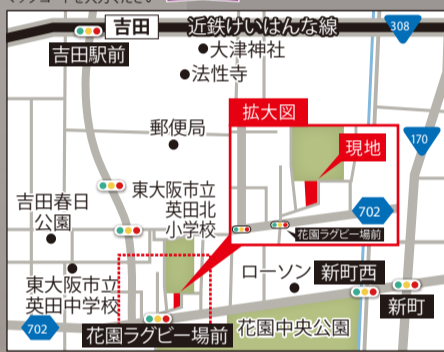 吉田
近鉄けいはんな線
308
吉田駅前
大津神社
法性寺
拡大図
170
郵便局
現地
吉田春日
公園
東大阪市立
英田北
小学校
702
花園ラグビー場前
東大阪市立
英田中学校
ローソン
新町西
新町
702
花園ラグビー場前
花園中央公園